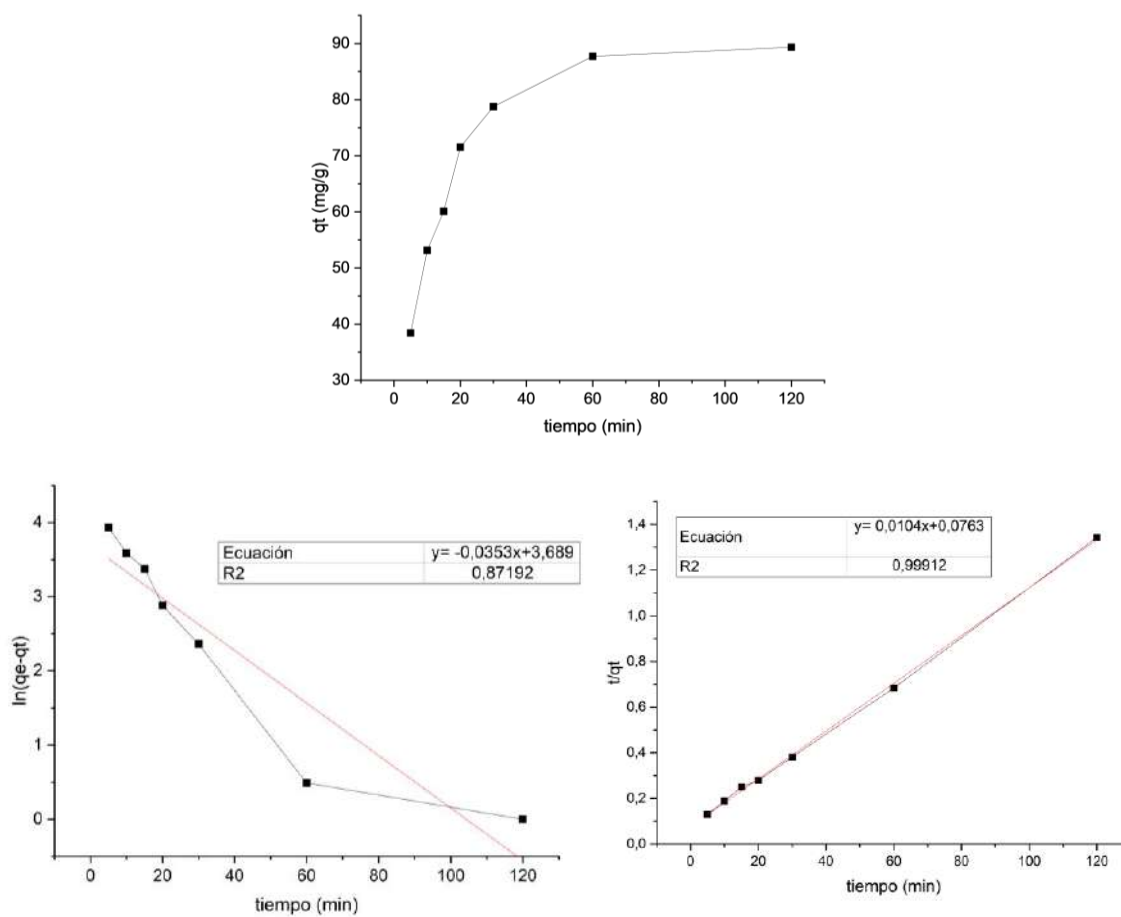 90
80
70
60
50
40
30
qt (mg/g)
0 20 40 60 80 100 120
tiempo (min)
4
3
2
1
0
ln(qe-qt)
Ecuación y= -0,0353x+3,689
R2 0,87192
0 20 40 60 80 100 120
tiempo (min)
1,4
1,2
1,0
0,8
0,6
0,4
0,2
0,0
t/qt
Ecuación y= 0,0104x+0,0763
R2 0,99912
0 20 40 60 80 100 120
tiempo (min)